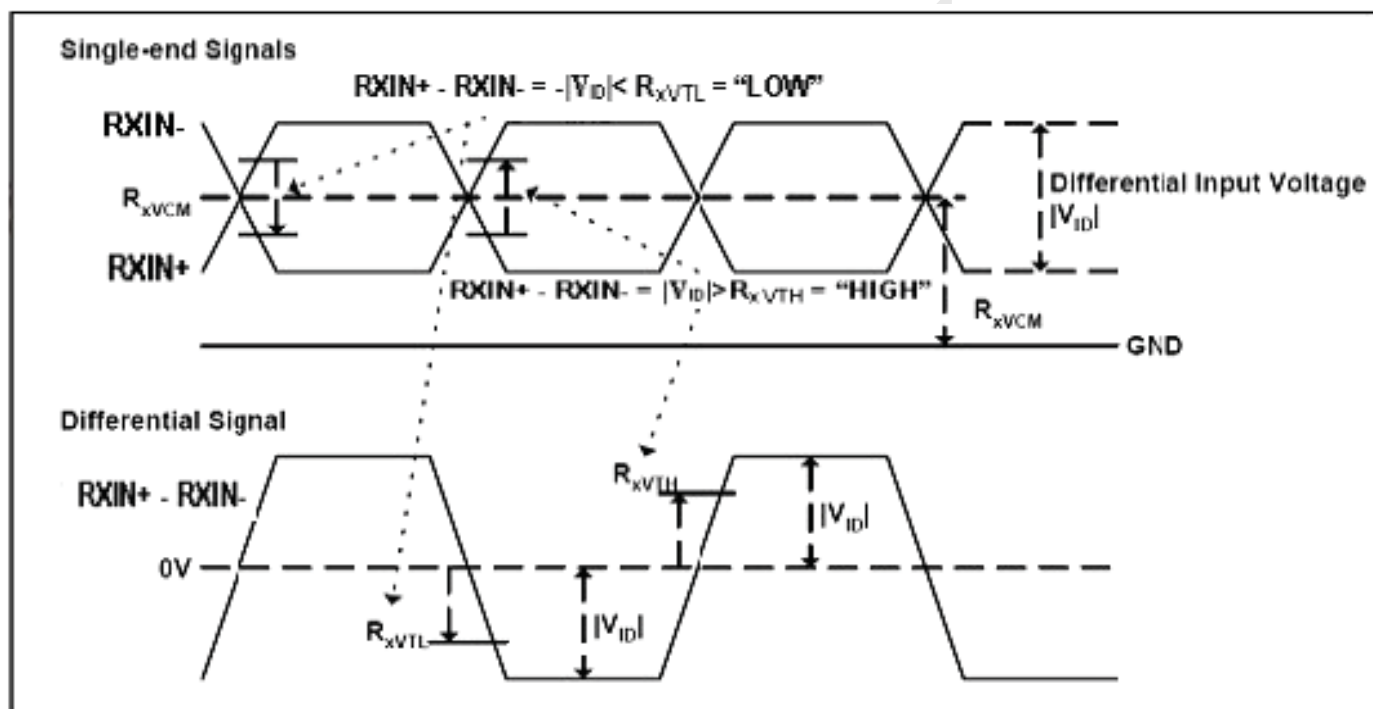 Single-end Signals
RXIN+ - RXIN- = -|VID|< RxVTL = “LOW”
RXIN-
RxVCM
Differential Input Voltage
|VID|
RXIN+
RXIN+ - RXIN- = |VID|> RxVTH = “HIGH”
RxVCM
GND
Differential Signal
RXIN+ - RXIN-
RxVTH
|VID|
0V
RxVTL
|VID|